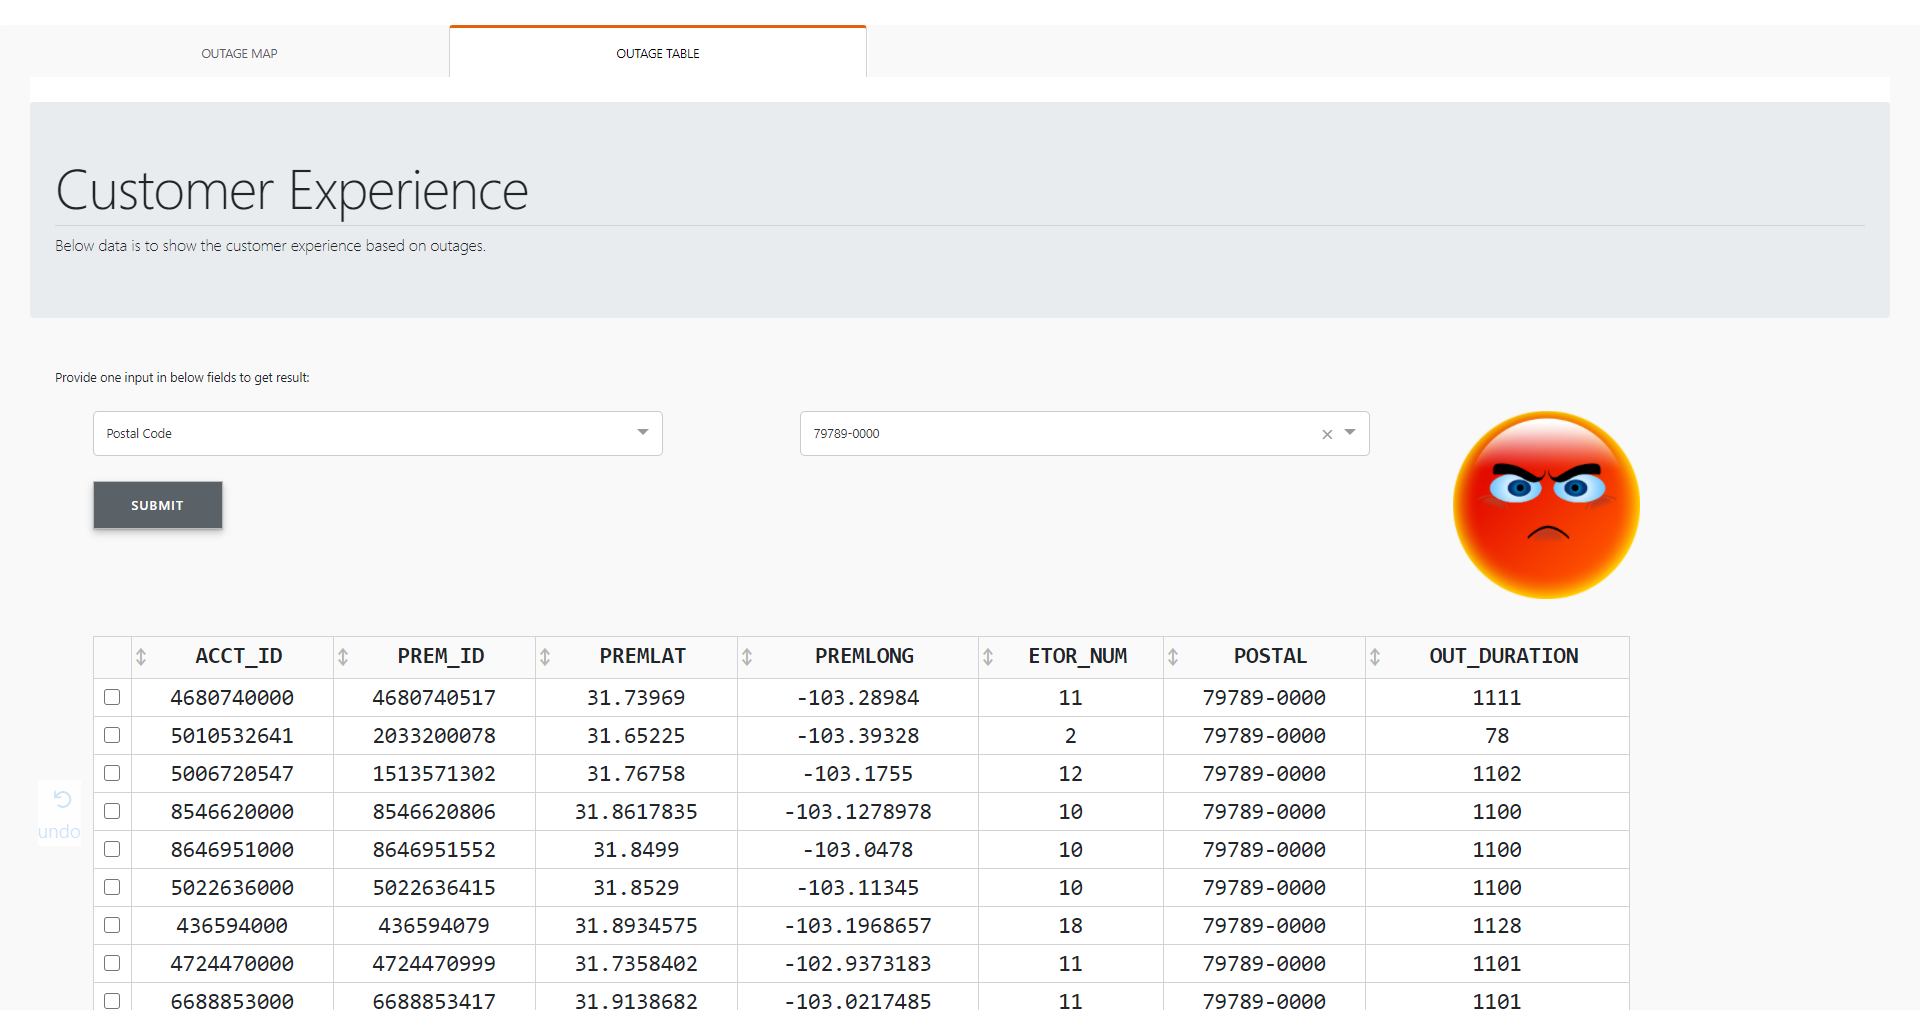 OUTAGE MAP
OUTAGE TABLE
Customer Experience
Below data is to show the customer experience based on outages.
Provide one input in below fields to get result:
Postal Code
79789-0000
SUBMIT
undo
ACCT_ID PREM_ID PREMLAT PREMLONG ETOR_NUM POSTAL OUT_DURATION
4680740000 4680740517 31.73969 -103.28984 11 79789-0000 1111
5010532641 2033200078 31.65225 -103.39328 2 79789-0000 78
5006720547 1513571302 31.76758 -103.1755 12 79789-0000 1102
8546620000 8546620806 31.8617835 -103.1278978 10 79789-0000 1100
8646951000 8646951552 31.8499 -103.0478 10 79789-0000 1100
5022636000 5022636415 31.8529 -103.11345 10 79789-0000 1100
436594000 436594079 31.8934575 -103.1968657 18 79789-0000 1128
4724470000 4724470999 31.7358402 -102.9373183 11 79789-0000 1101
6688853000 6688853417 31.9138682 -103.0217485 11 79789-0000 1101